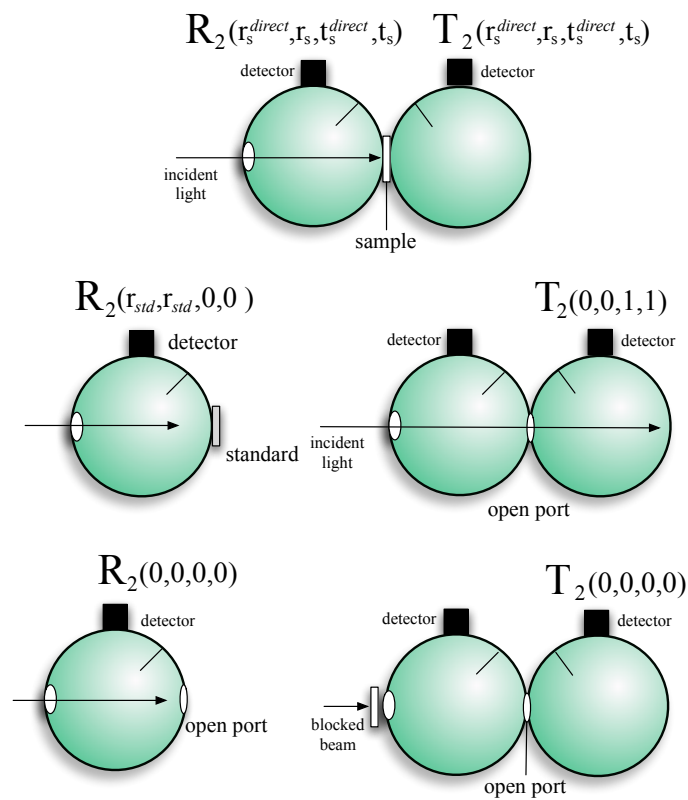 R₂(rₛᵈⁱʳᵉᶜᵗ,rₛ,tₛᵈⁱʳᵉᶜᵗ,tₛ) T₂(rₛᵈⁱʳᵉᶜᵗ,rₛ,tₛᵈⁱʳᵉᶜᵗ,tₛ)
detector detector
incident
light
sample
R₂(r_std,r_std,0,0 ) T₂(0,0,1,1)
detector detector detector
incident
light
standard
open port
R₂(0,0,0,0) T₂(0,0,0,0)
detector detector detector
open port
blocked
beam
open port